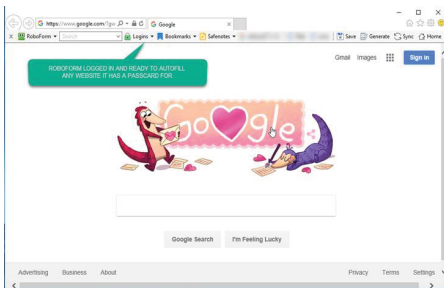 https://www.google.com/?gw
Google
RoboForm
Search
Logins
Bookmarks
Safenotes
Save
Generate
Sync
Home
ROBOFORM LOGGED IN AND READY TO AUTOFILL
ANY WEBSITE IT HAS A PASSCARD FOR
Gmail Images
Sign in
Google
Google Search
I'm Feeling Lucky
Advertising Business About
Privacy Terms Settings